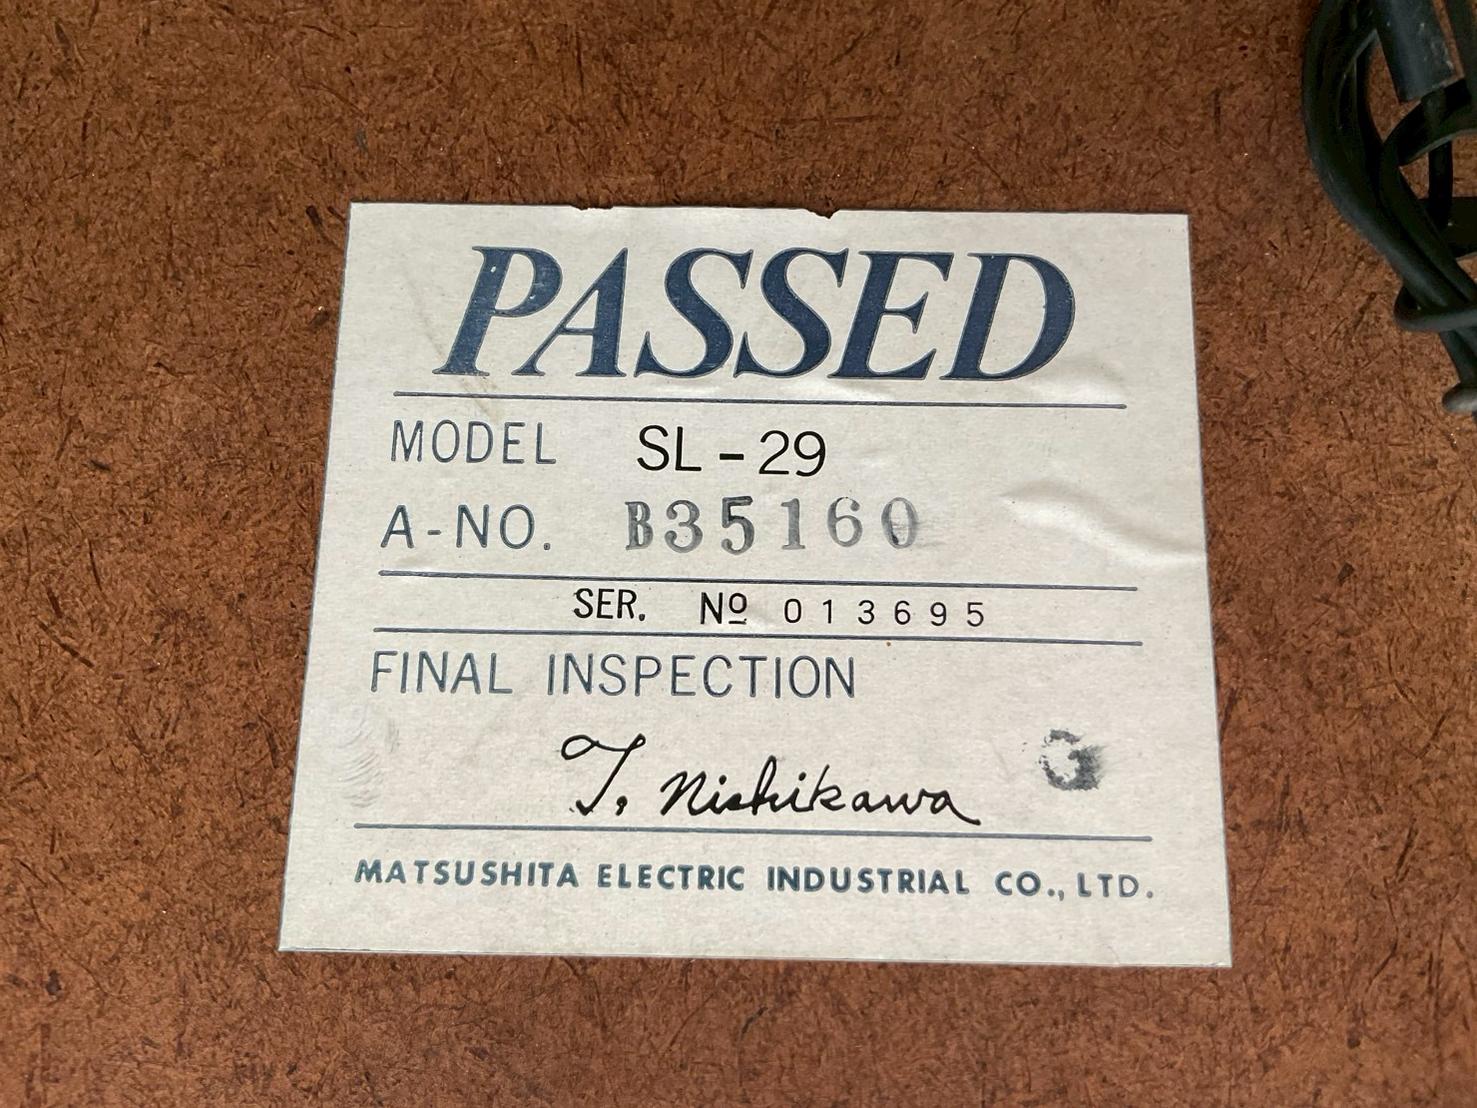 PASSED
MODEL SL-29
A-NO. B35160
SER. Nº 013695
FINAL INSPECTION
T. Nishikawa
G
MATSUSHITA ELECTRIC INDUSTRIAL CO., LTD.